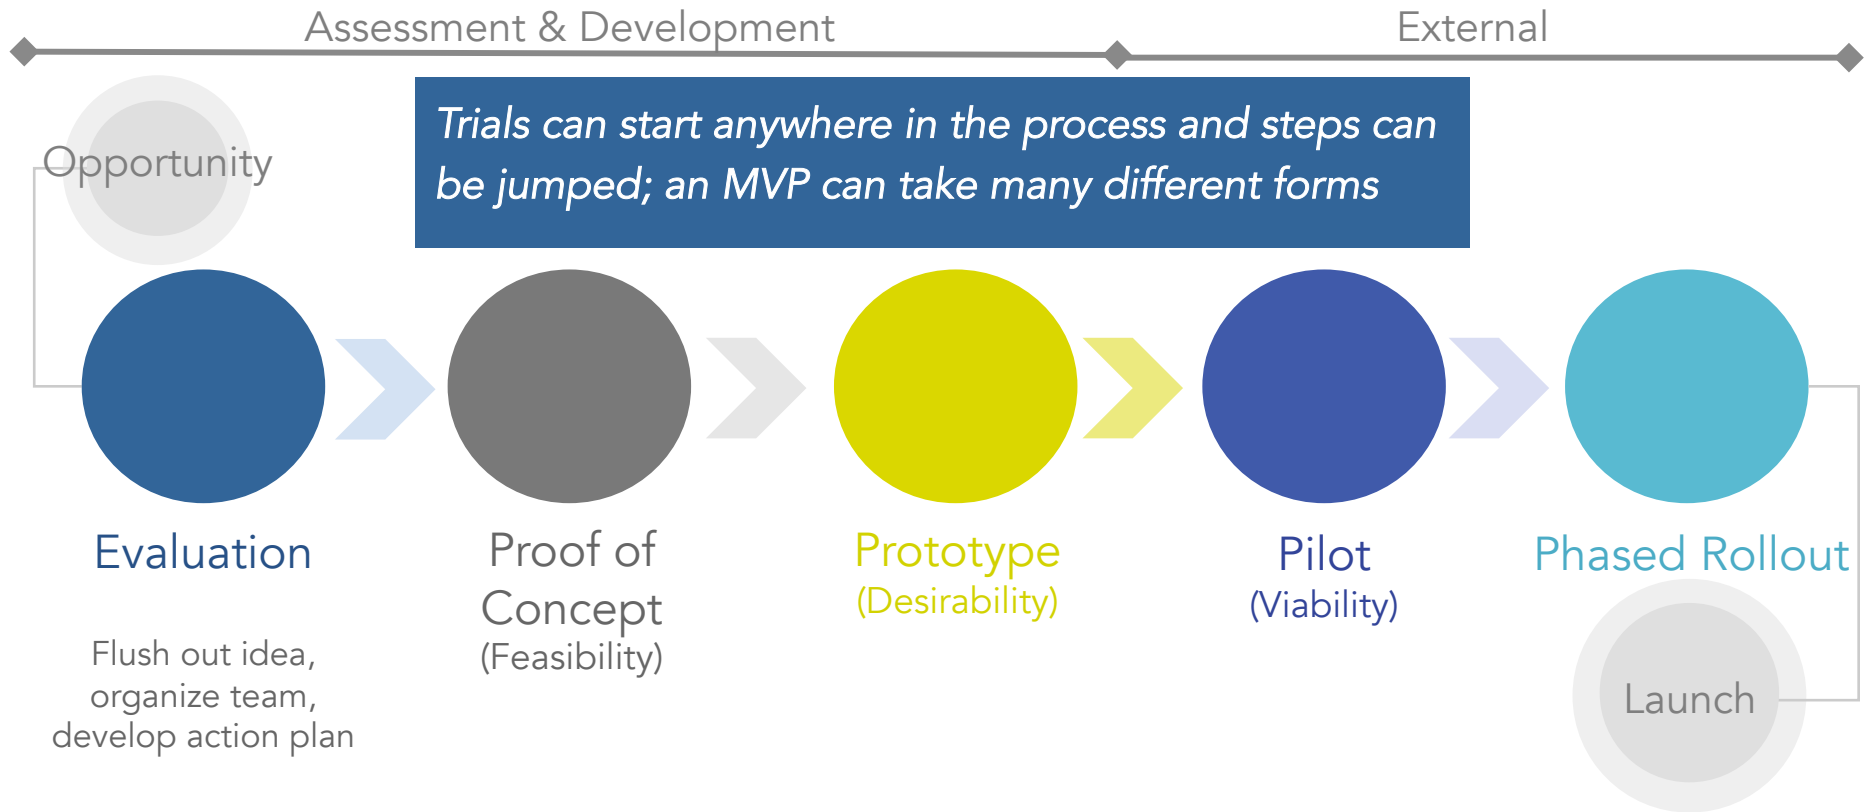 Assessment & Development
External
Opportunity
Trials can start anywhere in the process and steps can
be jumped; an MVP can take many different forms
Evaluation
Flush out idea,
organize team,
develop action plan
Proof of
Concept
(Feasibility)
Prototype
(Desirability)
Pilot
(Viability)
Phased Rollout
Launch